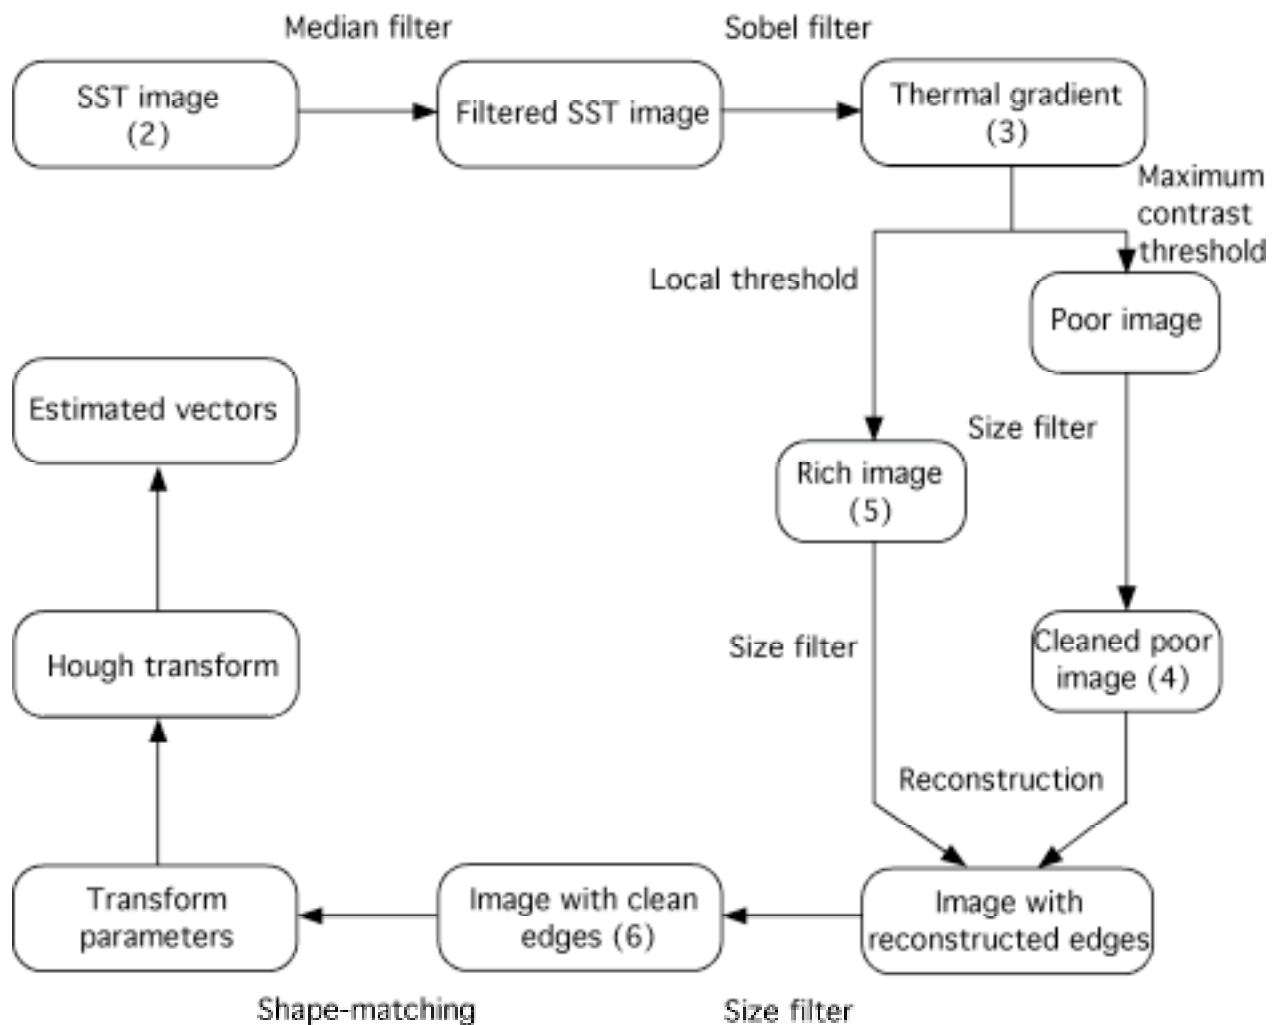 Median filter
Sobel filter
SST image
(2)
Filtered SST image
Thermal gradient
(3)
Maximum
contrast
threshold
Local threshold
Poor image
Estimated vectors
Size filter
Rich image
(5)
Size filter
Cleaned poor
image (4)
Hough transform
Reconstruction
Transform
parameters
Image with clean
edges (6)
Image with
reconstructed edges
Shape-matching
Size filter